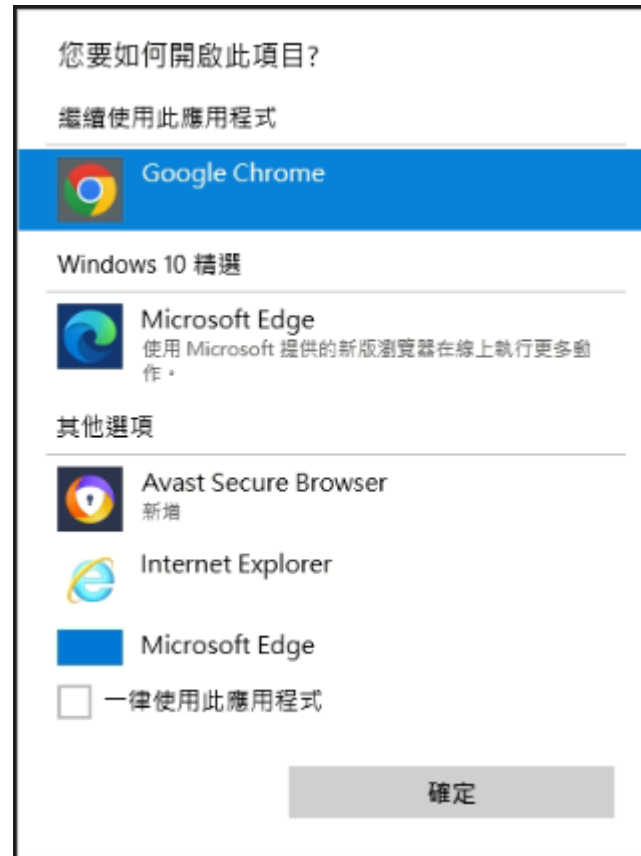 您要如何開啟此項目?
繼續使用此應用程式
Google Chrome
Windows 10 精選
Microsoft Edge
使用 Microsoft 提供的新版瀏覽器在線上執行更多動
作。
其他選項
Avast Secure Browser
新增
Internet Explorer
Microsoft Edge
一律使用此應用程式
確定